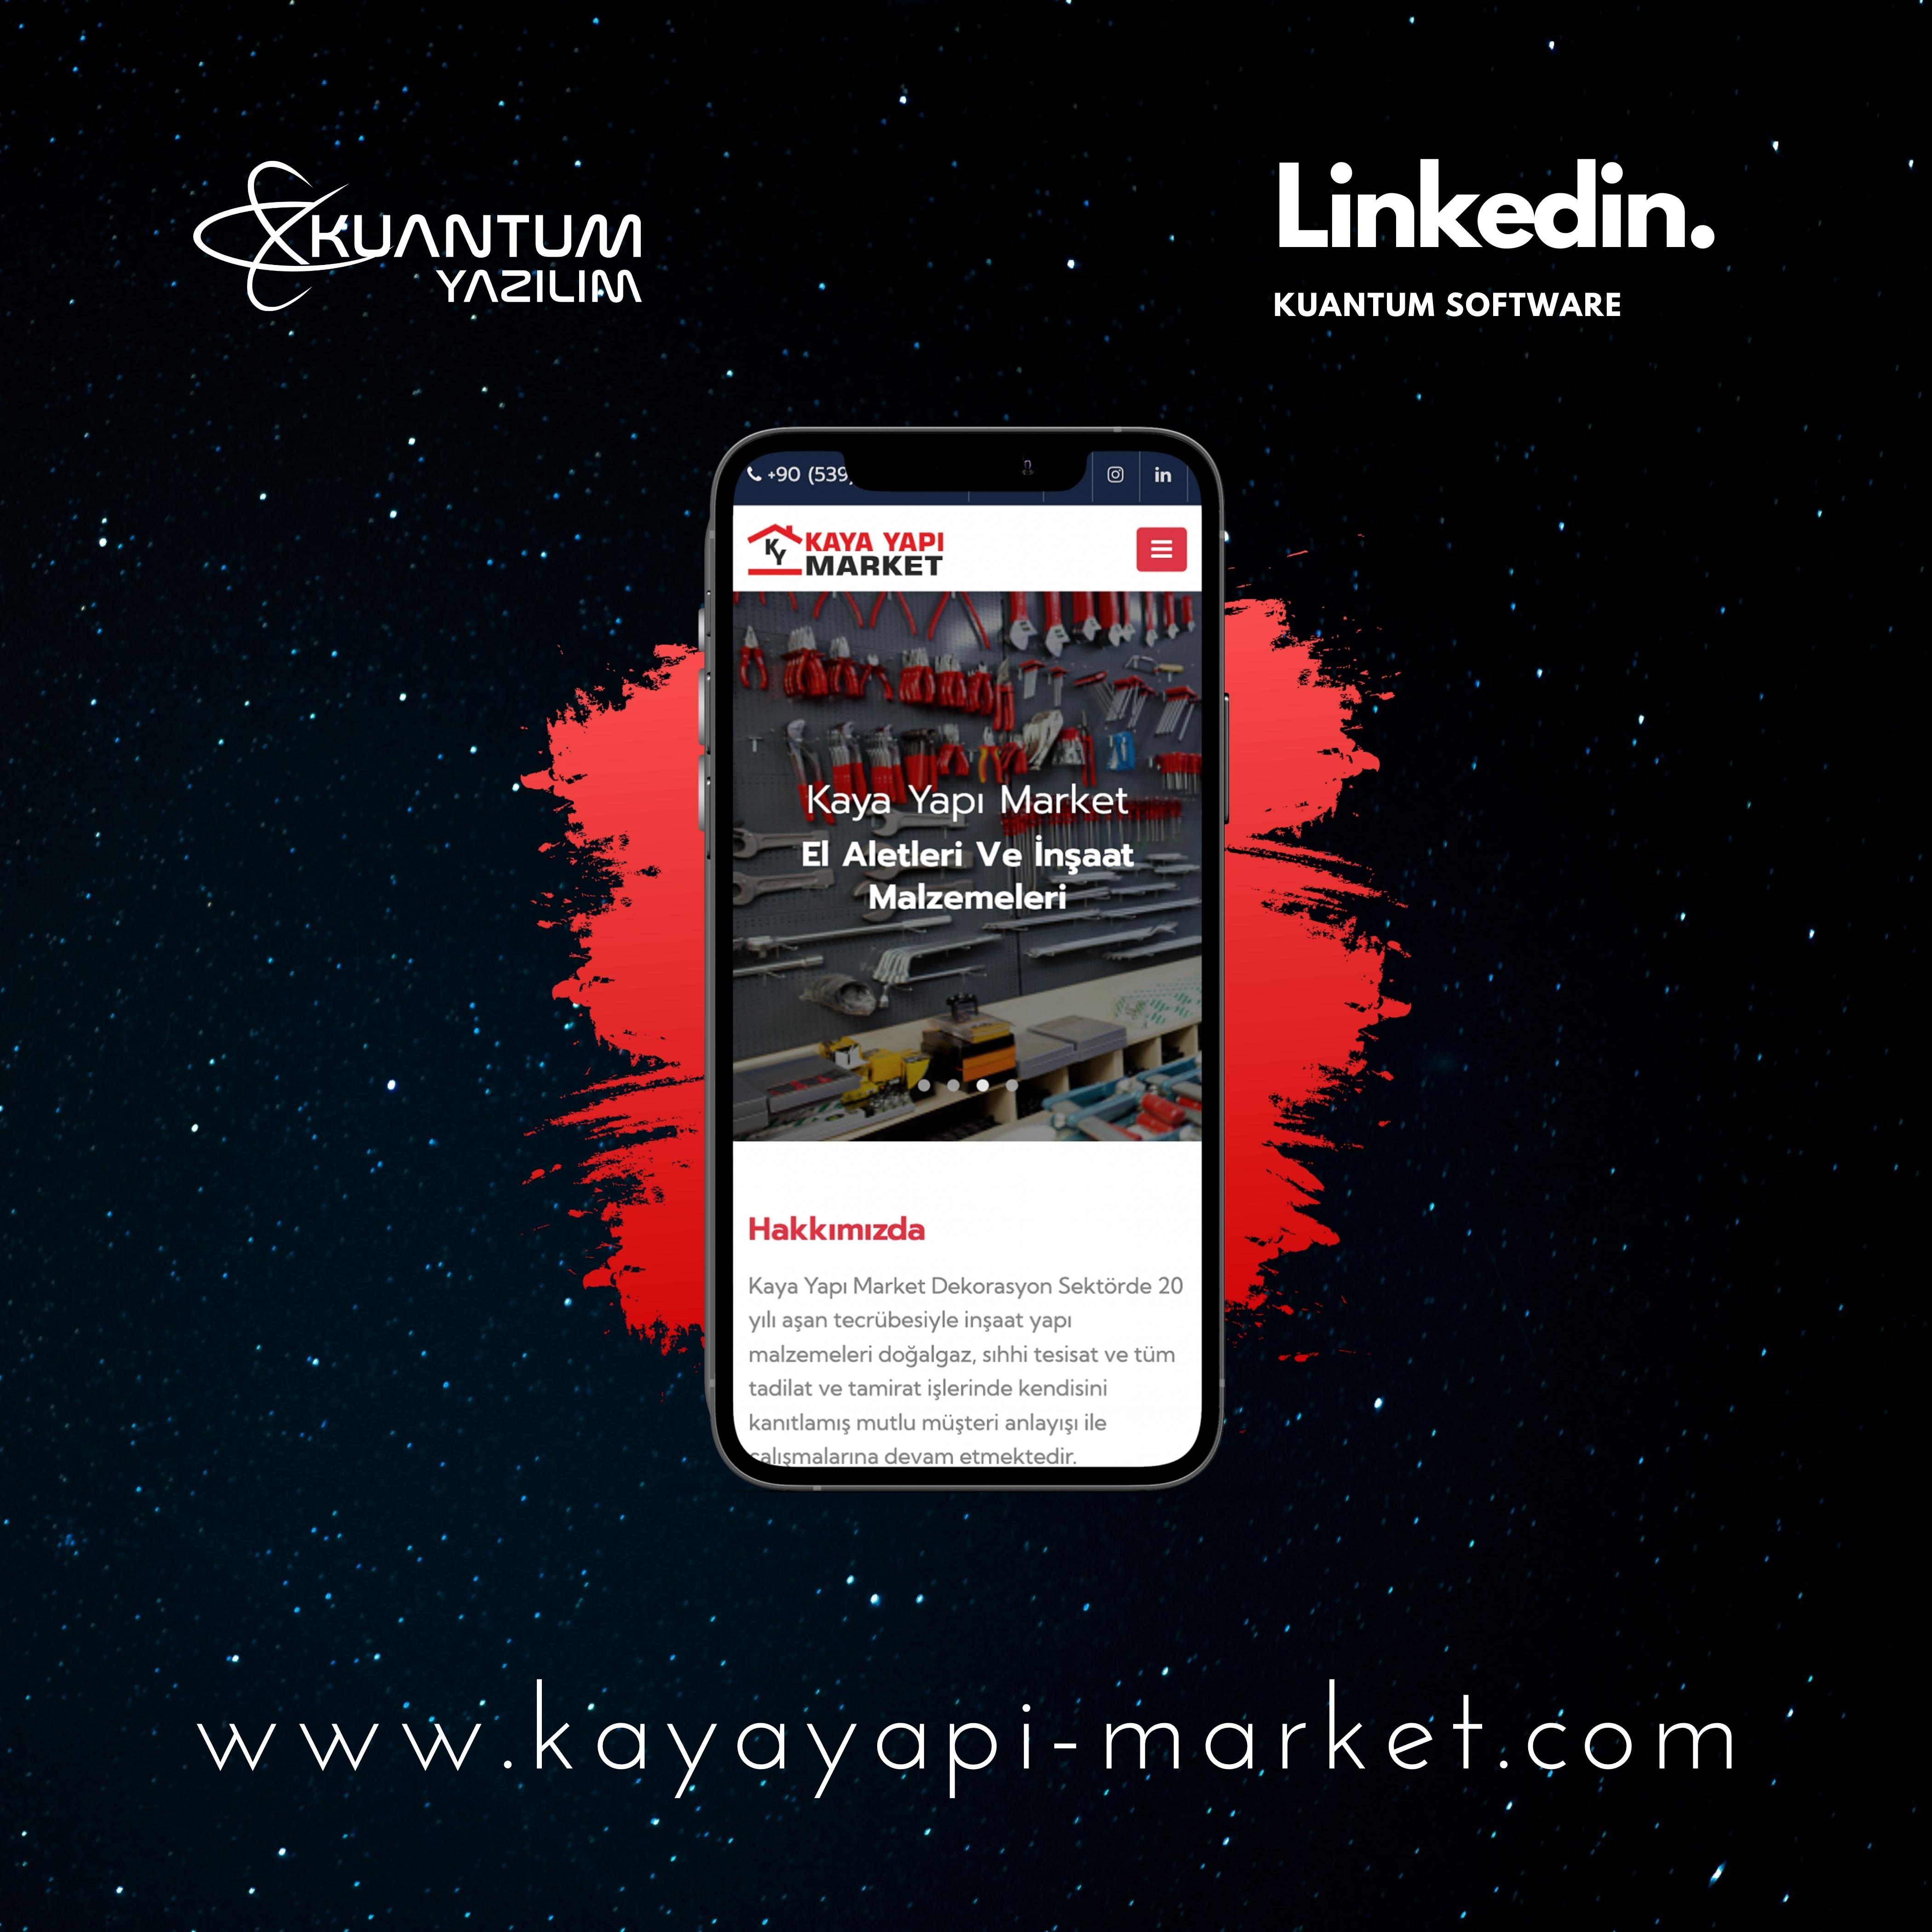 KUANTUM
YAZILIM
Linkedin.
KUANTUM SOFTWARE
+90 (539)
in
KY
KAYA YAPI
MARKET
Kaya Yapı Market
El Aletleri Ve İnşaat
Malzemeleri
Hakkımızda
Kaya Yapı Market Dekorasyon Sektörde 20
yılı aşan tecrübesiyle inşaat yapı
malzemeleri doğalgaz, sıhhi tesisat ve tüm
tadilat ve tamirat işlerinde kendisini
kanıtlamış mutlu müşteri anlayışı ile
çalışmalarına devam etmektedir.
www.kayayapi-market.com